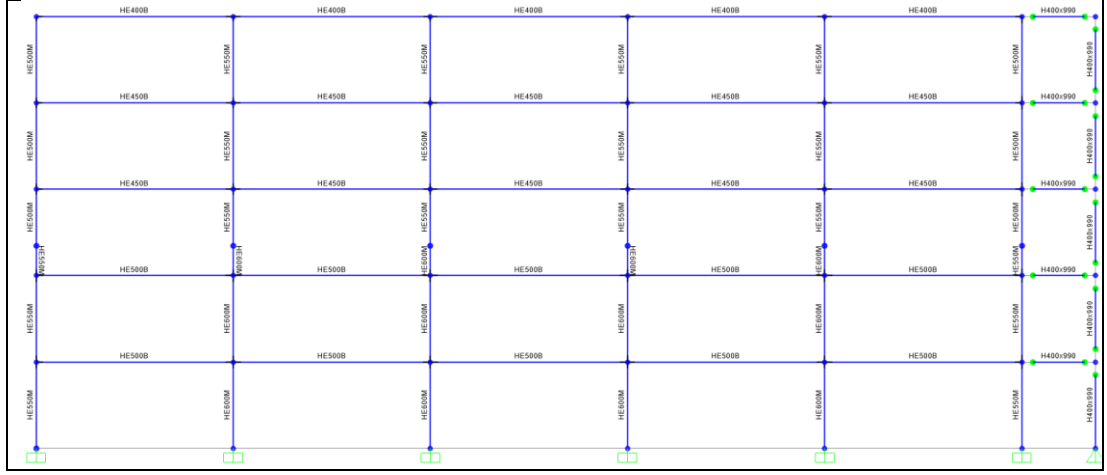 HE400B HE400B HE400B HE400B HE400B H400x990
HE500M HE550M HE550M HE550M HE550M HE500M H400x990
HE450B HE450B HE450B HE450B HE450B H400x990
HE500M HE550M HE550M HE550M HE550M HE500M H400x990
HE450B HE450B HE450B HE450B HE450B H400x990
HE500M HE550M HE550M HE550M HE550M HE500M H400x990
HE550M HE600M HE600M HE600M HE600M HE550M
HE500B HE500B HE500B HE500B HE500B H400x990
HE550M HE600M HE600M HE600M HE600M HE550M H400x990
HE500B HE500B HE500B HE500B HE500B H400x990
HE550M HE600M HE600M HE600M HE600M HE550M H400x990